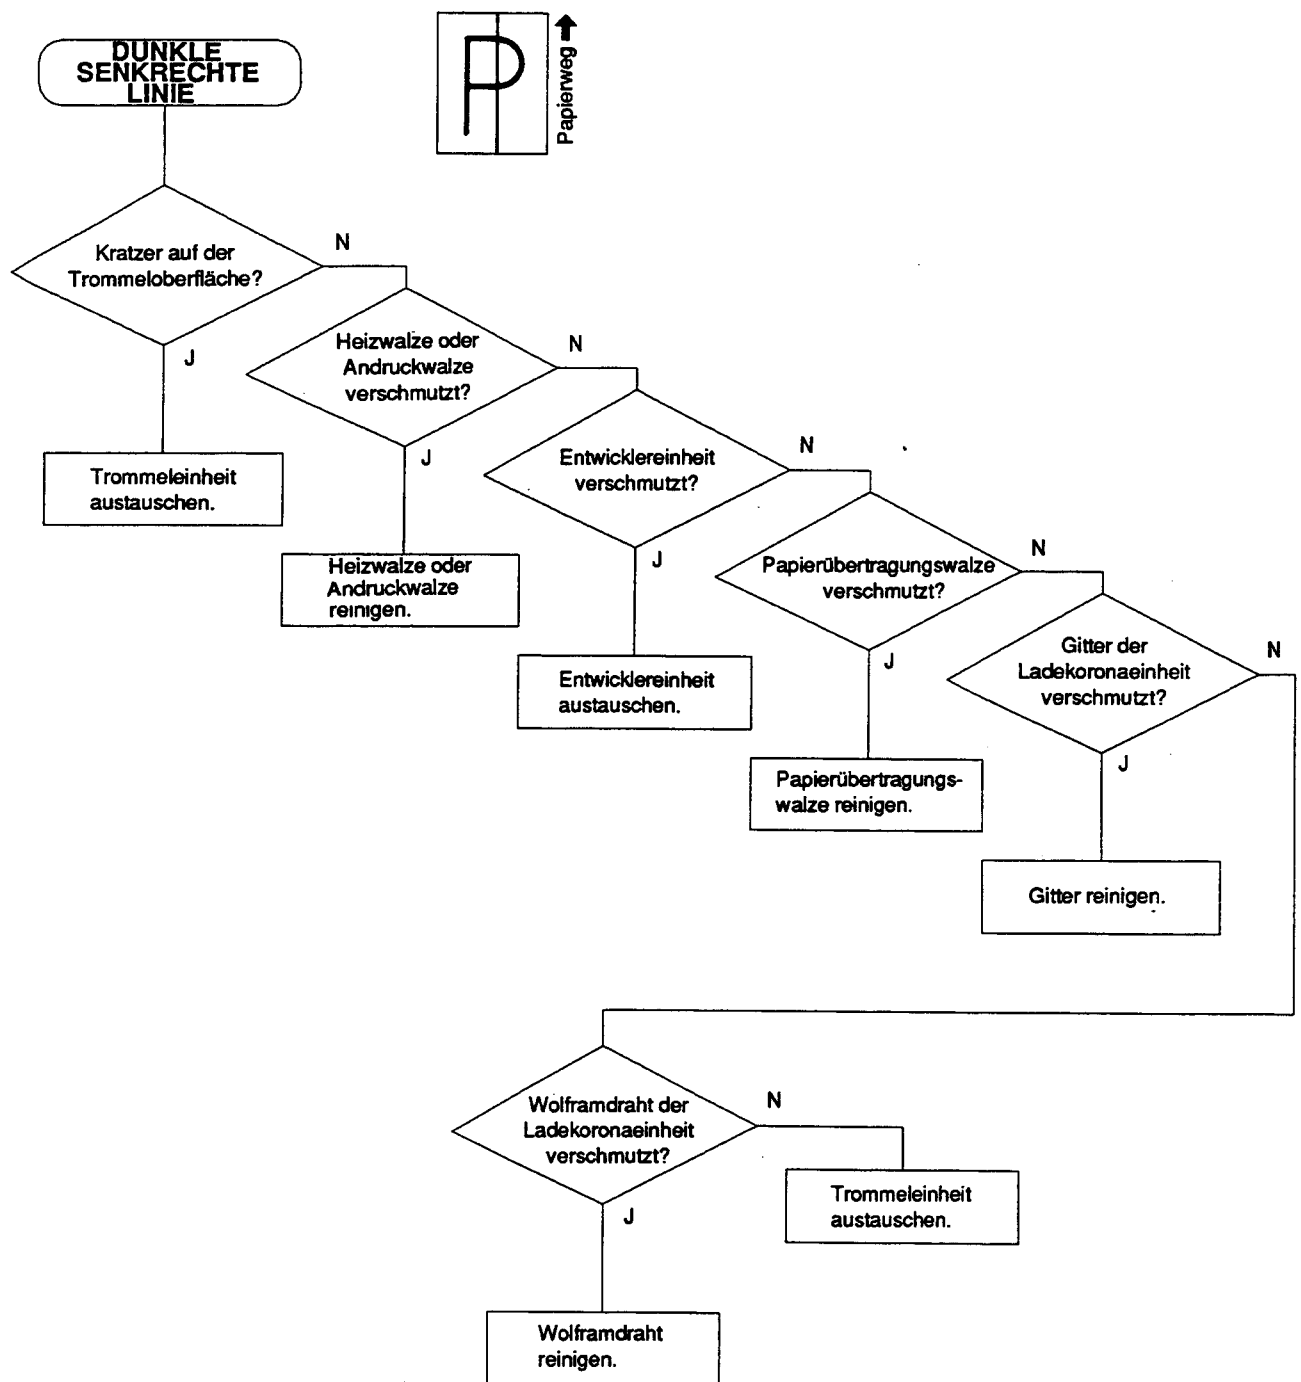 DUNKLE
SENKRECHTE
LINIE
P
Papierweg
Kratzer auf der
Trommeloberfläche?
N
J
Trommeleinheit
austauschen.
Heizwalze oder
Andruckwalze
verschmutzt?
N
J
Heizwalze oder
Andruckwalze
reinigen.
Entwicklereinheit
verschmutzt?
N
J
Entwicklereinheit
austauschen.
Papierübertragungswalze
verschmutzt?
N
J
Papierübertragungs-
walze reinigen.
Gitter der
Ladekoronaeinheit
verschmutzt?
N
J
Gitter reinigen.
Wolframdraht der
Ladekoronaeinheit
verschmutzt?
N
J
Trommeleinheit
austauschen.
Wolframdraht
reinigen.